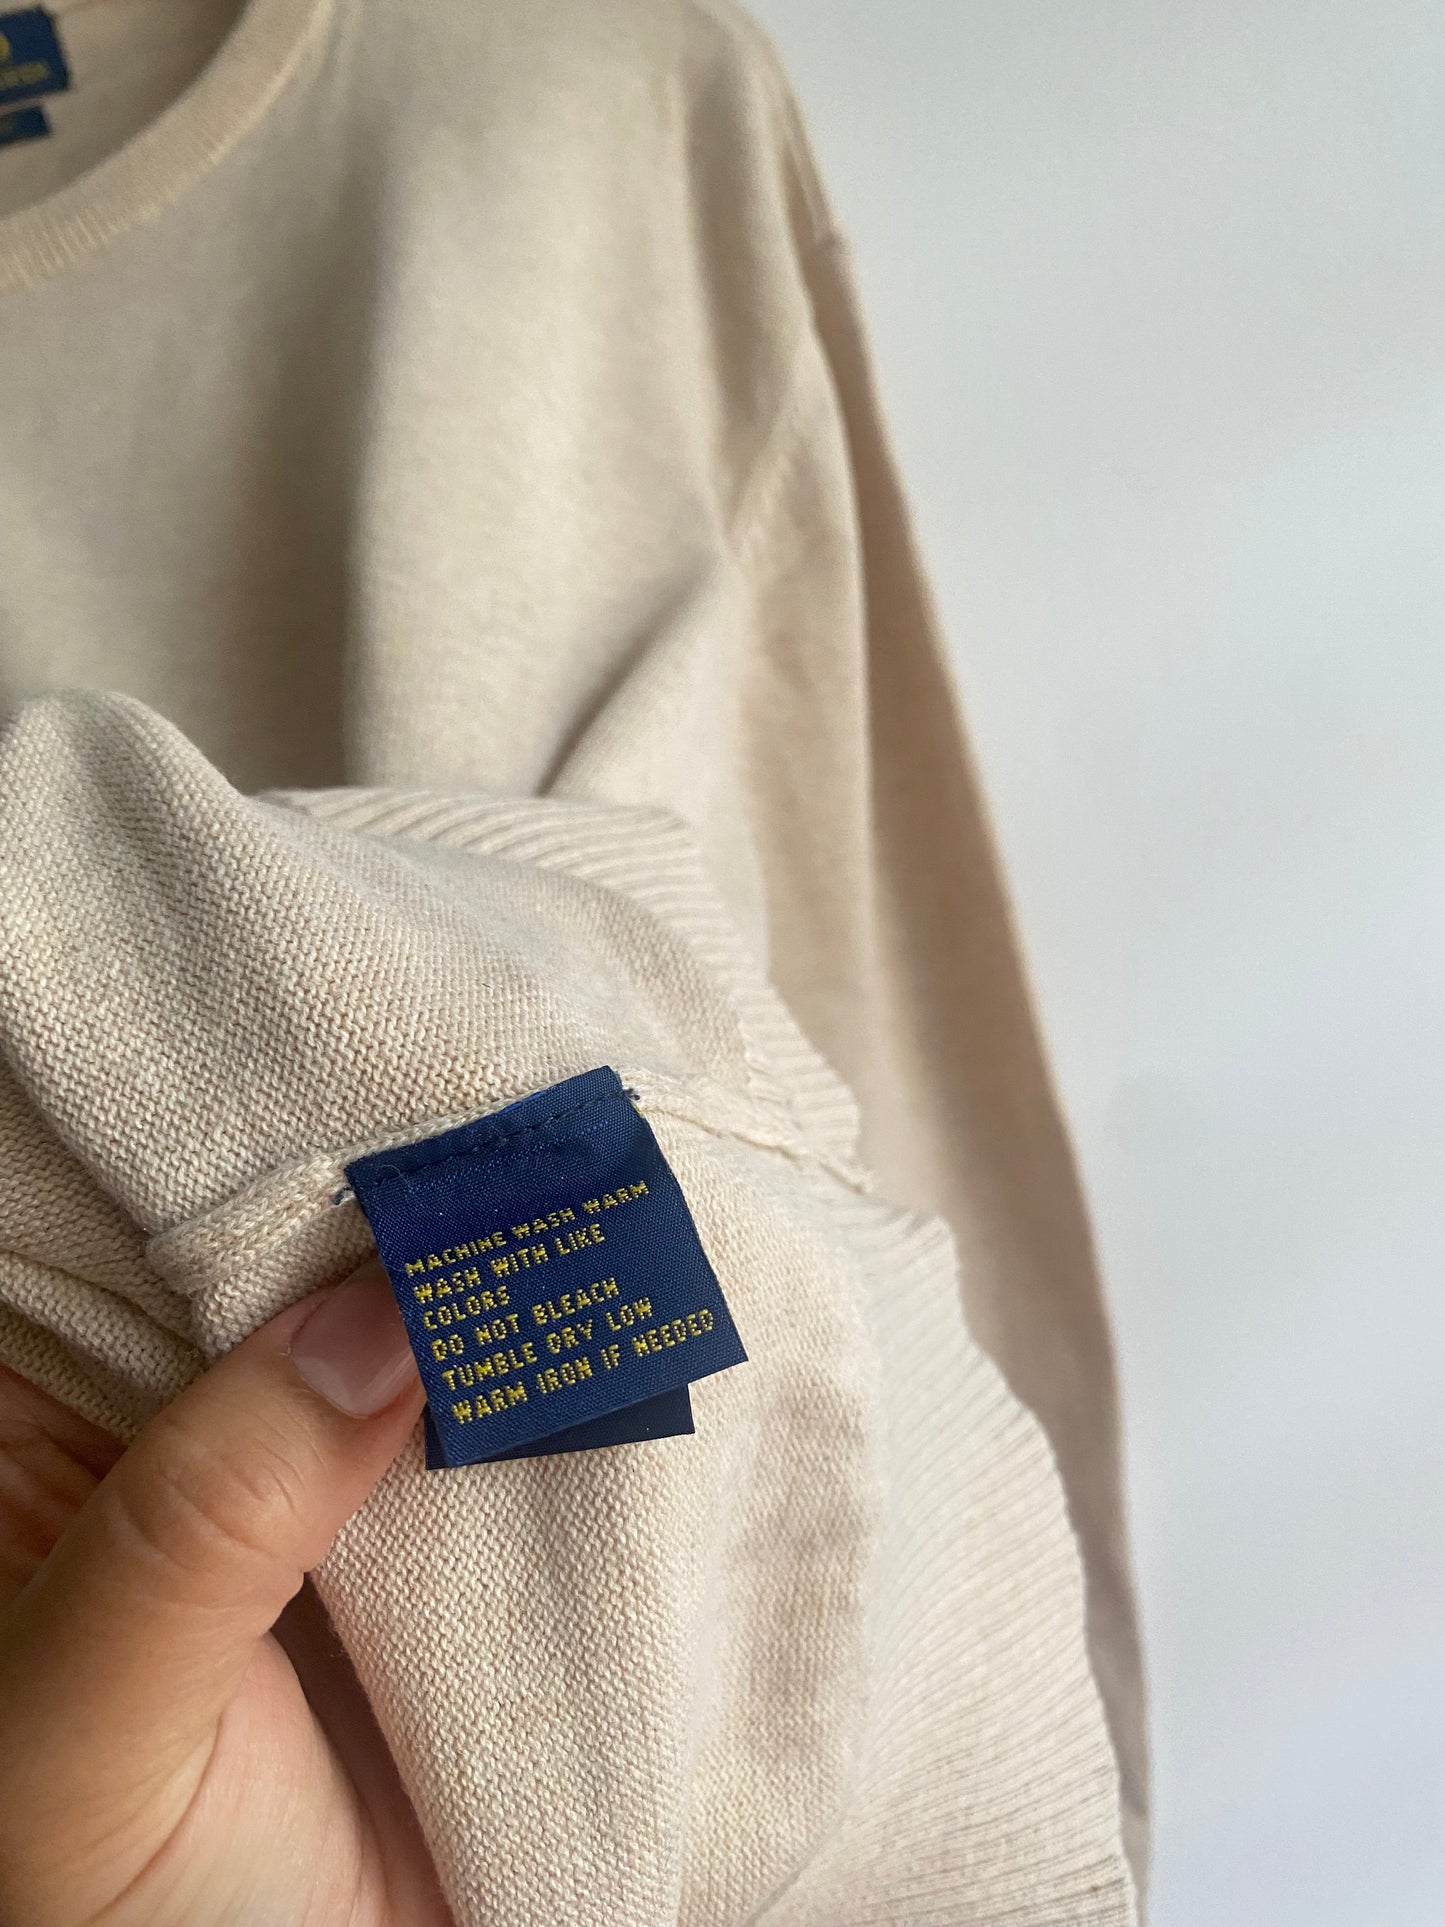 MACHINE WASH WARM
WASH WITH LIKE
COLORS
DO NOT BLEACH
TUMBLE DRY LOW
WARM IRON IF NEEDED